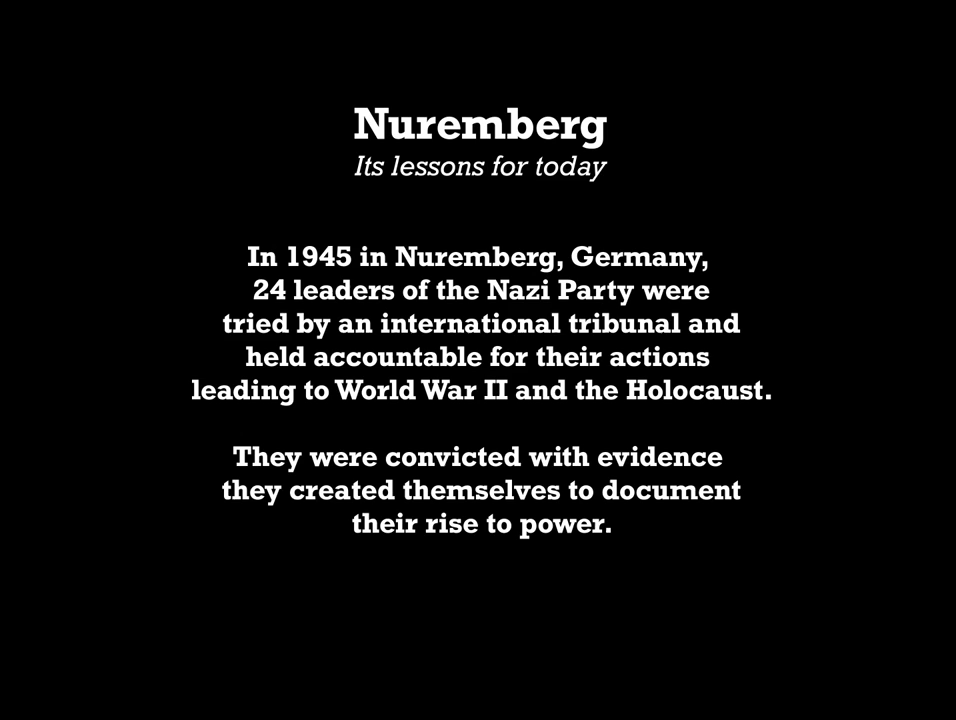 Nuremberg
Its lessons for today
In 1945 in Nuremberg, Germany,
24 leaders of the Nazi Party were
tried by an international tribunal and
held accountable for their actions
leading to World War II and the Holocaust.
They were convicted with evidence
they created themselves to document
their rise to power.